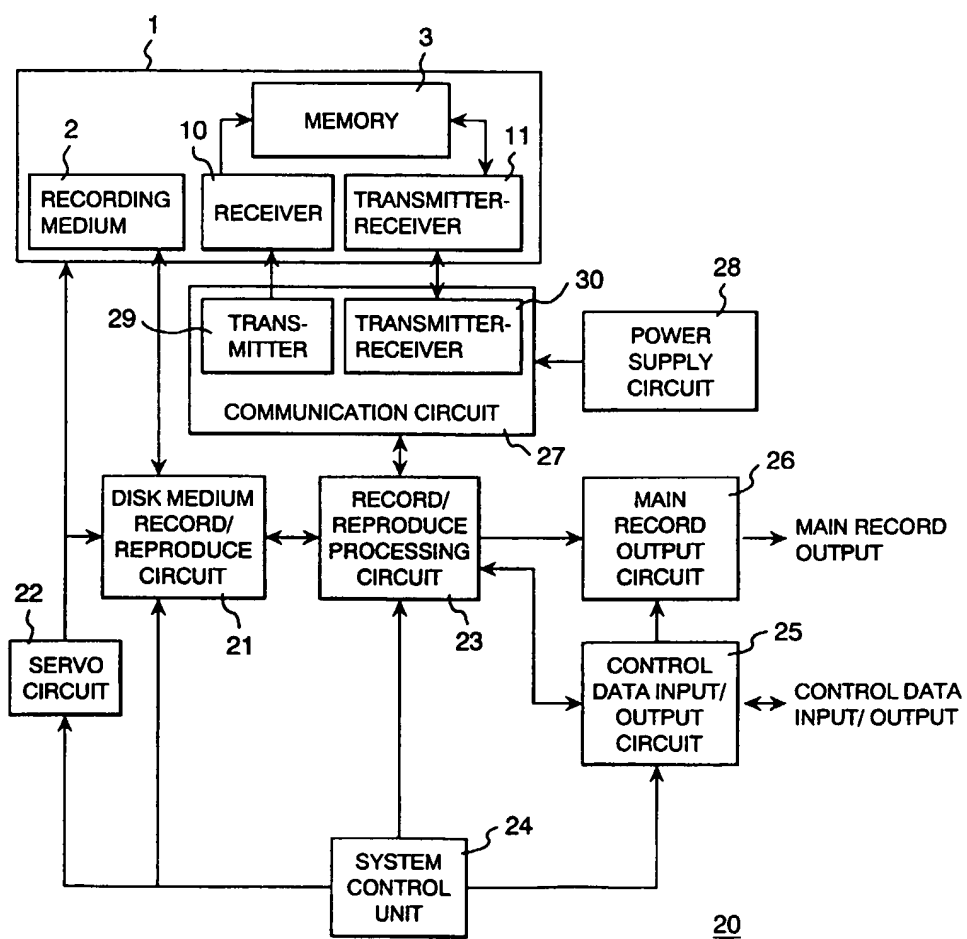 1
3
MEMORY
2
10
11
RECORDING
MEDIUM
RECEIVER
TRANSMITTER-
RECEIVER
30
28
29
TRANS-
MITTER
TRANSMITTER-
RECEIVER
POWER
SUPPLY
CIRCUIT
COMMUNICATION CIRCUIT
27
26
DISK MEDIUM
RECORD/
REPRODUCE
CIRCUIT
RECORD/
REPRODUCE
PROCESSING
CIRCUIT
MAIN
RECORD
OUTPUT
CIRCUIT
MAIN RECORD
OUTPUT
22
21
23
25
SERVO
CIRCUIT
CONTROL
DATA INPUT/
OUTPUT
CIRCUIT
CONTROL DATA
INPUT/ OUTPUT
24
SYSTEM
CONTROL
UNIT
20